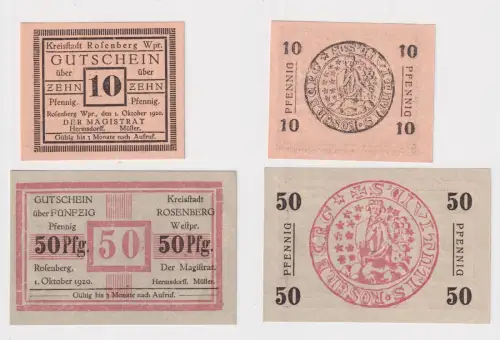 Kreisstadt Rosenberg Wpr.
GUTSCHEIN
über über
ZEHN 10 ZEHN
Pfennig. Pfennig.
Rosenberg Wpr., den 1. Oktober 1920.
DER MAGISTRAT
Hermsdorff. Müller.
Gültig bis 3 Monate nach Aufruf.
10 10
PFENNIG PFENNIG
10 10
GUTSCHEIN Kreisstadt
über FÜNFZIG ROSENBERG
Pfennig Westpr.
50 Pfg. 50 50 Pfg.
Rosenberg, Der Magistrat.
1. Oktober 1920. Hermsdorff. Müller.
Gültig bis 3 Monate nach Aufruf.
50 50
PFENNIG PFENNIG
50 50